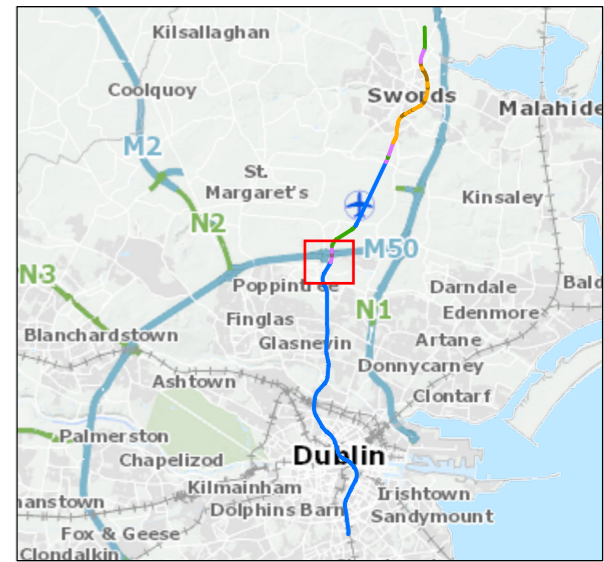 Kilsallaghan
Coolquoy
Swords
Malahide
M2
St.
Margaret's
Kinsaley
N2
M50
N3
Poppintree
Darndale
Bald
N1
Edenmore
Finglas
Blanchardstown
Glasnevin
Artane
Donnycarney
Ashtown
Clontarf
Palmerston
Dublin
Chapelizod
Kilmainham
Irishtown
nanstown
Dolphins Barn
Sandymount
Fox & Geese
Clondalkin